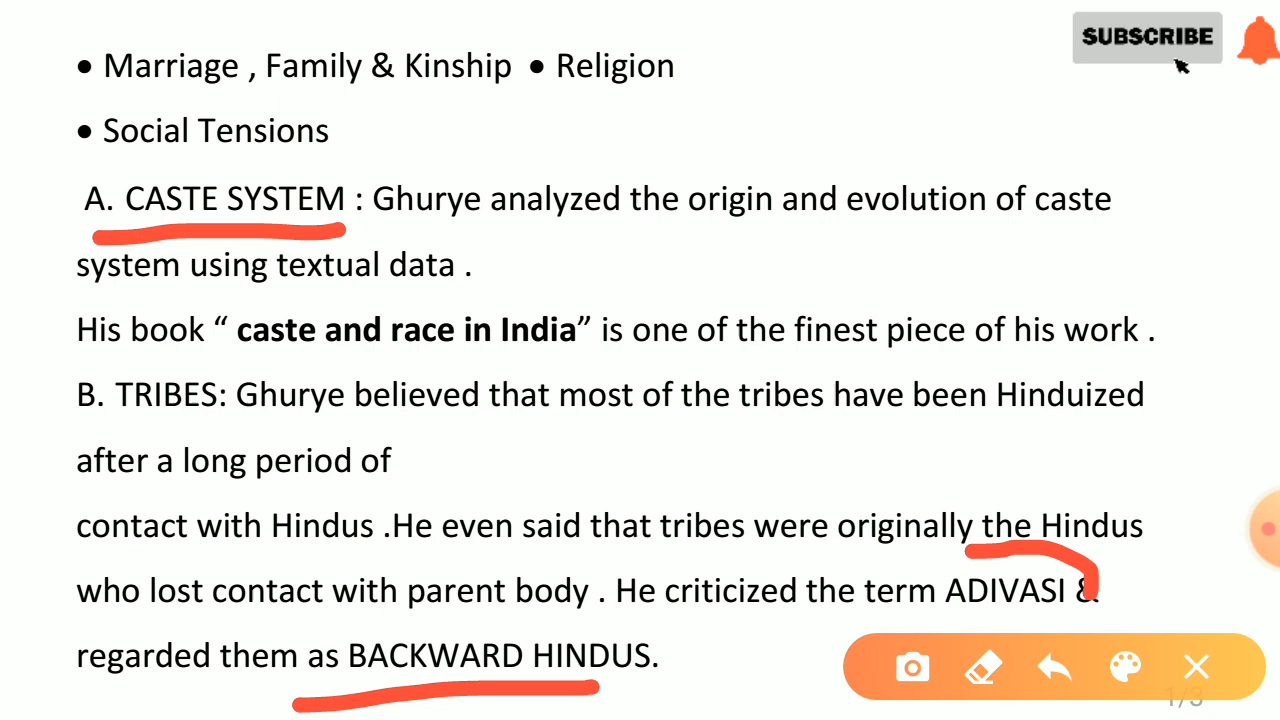 SUBSCRIBE
• Marriage , Family & Kinship • Religion
• Social Tensions
A. CASTE SYSTEM : Ghurye analyzed the origin and evolution of caste
system using textual data .
His book “ caste and race in India” is one of the finest piece of his work .
B. TRIBES: Ghurye believed that most of the tribes have been Hinduized
after a long period of
contact with Hindus .He even said that tribes were originally the Hindus
who lost contact with parent body . He criticized the term ADIVASI &
regarded them as BACKWARD HINDUS.
1/3